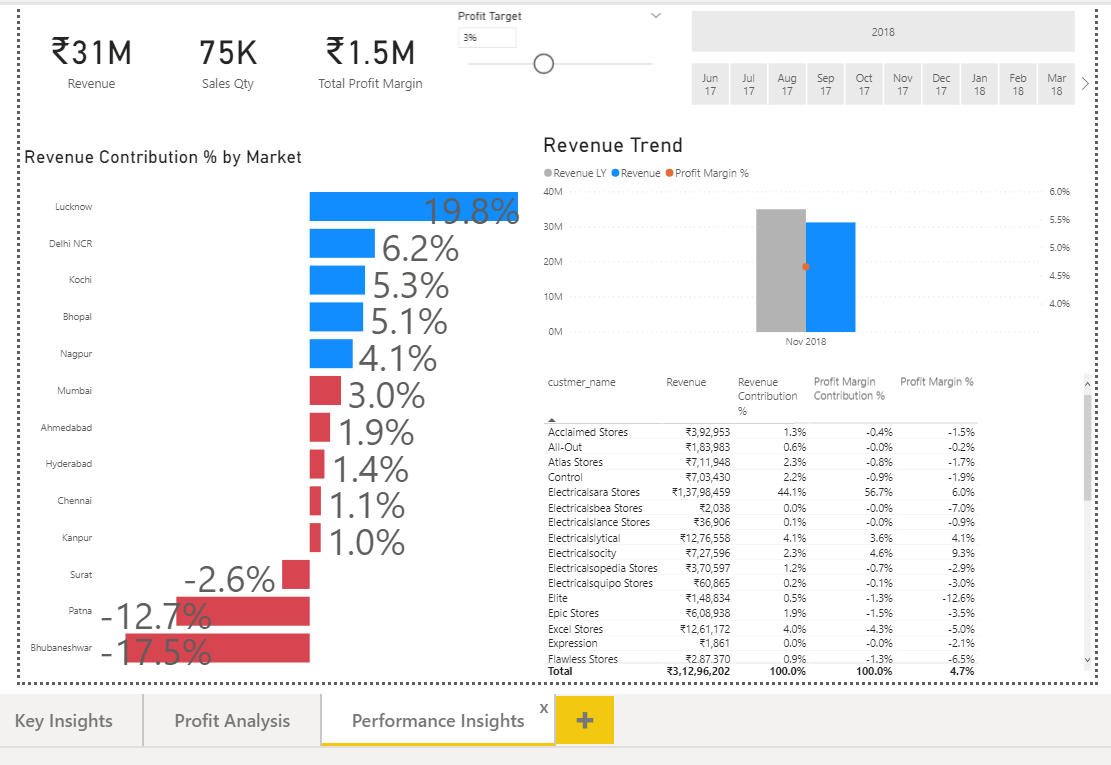 ₹31M
Revenue
75K
Sales Qty
₹1.5M
Total Profit Margin
Profit Target
3%
2018
Jun 17
Jul 17
Aug 17
Sep 17
Oct 17
Nov 17
Dec 17
Jan 18
Feb 18
Mar 18
Revenue Contribution % by Market
Lucknow 19.8%
Delhi NCR 6.2%
Kochi 5.3%
Bhopal 5.1%
Nagpur 4.1%
Mumbai 3.0%
Ahmedabad 1.9%
Hyderabad 1.4%
Chennai 1.1%
Kanpur 1.0%
Surat -2.6%
Patna -12.7%
Bhubaneshwar -17.5%
Revenue Trend
Revenue LY Revenue Profit Margin %
40M 6.0%
5.5%
30M
5.0%
20M
4.5%
10M
4.0%
0M
Nov 2018
custmer_name Revenue Revenue Contribution % Profit Margin Contribution % Profit Margin %
Acclaimed Stores ₹3,92,953 1.3% -0.4% -1.5%
All-Out ₹1,83,983 0.6% -0.0% -0.2%
Atlas Stores ₹7,11,948 2.3% -0.8% -1.7%
Control ₹7,03,430 2.2% -0.9% -1.9%
Electricalsara Stores ₹1,37,98,459 44.1% 56.7% 6.0%
Electricalsbea Stores ₹2,038 0.0% -0.0% -7.0%
Electricalslance Stores ₹36,906 0.1% -0.0% -0.9%
Electricalslytical ₹12,76,558 4.1% 3.6% 4.1%
Electricalsocity ₹7,27,596 2.3% 4.6% 9.3%
Electricalsopedia Stores ₹3,70,597 1.2% -0.7% -2.9%
Electricalsquipo Stores ₹60,865 0.2% -0.1% -3.0%
Elite ₹1,48,834 0.5% -1.3% -12.6%
Epic Stores ₹6,08,938 1.9% -1.5% -3.5%
Excel Stores ₹12,61,172 4.0% -4.3% -5.0%
Expression ₹1,861 0.0% -0.0% -2.1%
Flawless Stores ₹2,87,370 0.9% -1.3% -6.5%
Total ₹3,12,96,202 100.0% 100.0% 4.7%
Key Insights
Profit Analysis
Performance Insights
x
+